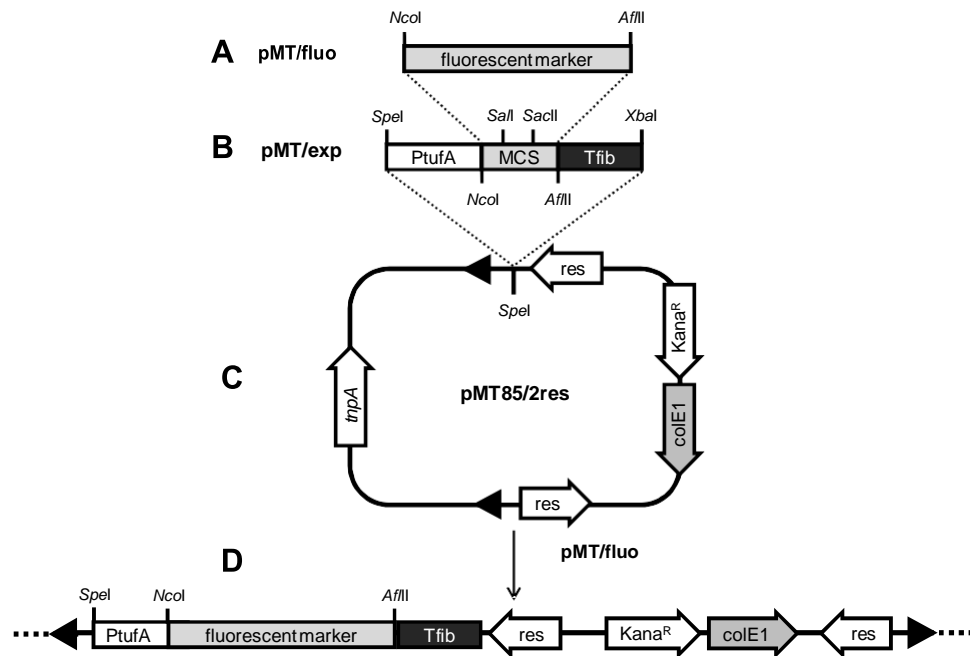 NcoI AflII
A pMT/fluo fluorescent marker
SalI SacII
SpeI XbaI
B pMT/exp PtufA MCS Tfib
NcoI AflII
res
SpeI
KanaR
C tnpA pMT85/2res
colE1
res
pMT/fluo
D
SpeI NcoI AflII
PtufA fluorescent marker Tfib res KanaR colE1 res